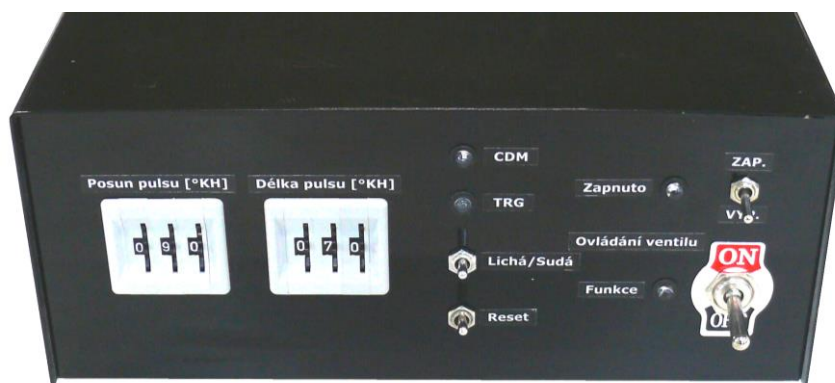 Posun pulsu [°KH]
090
Délka pulsu [°KH]
070
CDM
TRG
Lichá/Sudá
Reset
Zapnuto
ZAP.
Ovládání ventilu
ON
Funkce